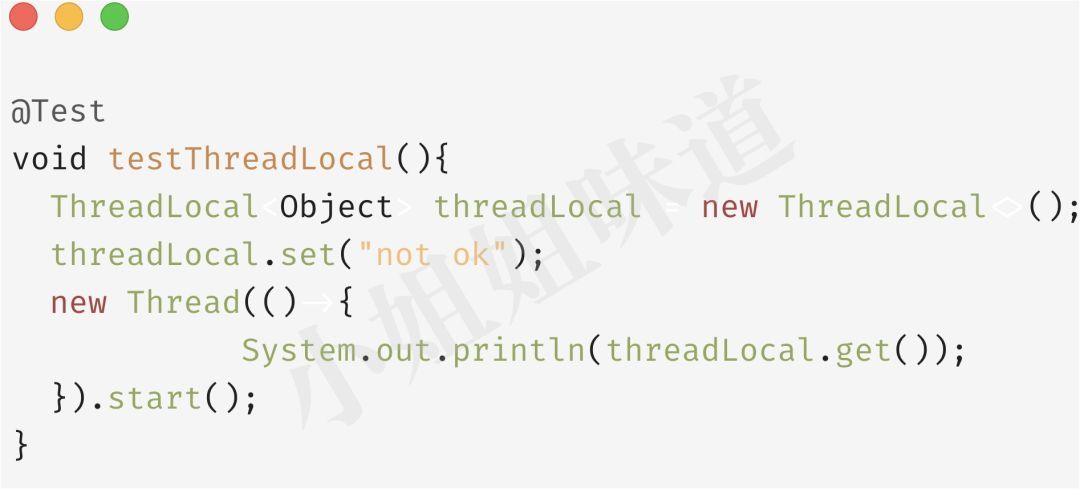 @Test
void testThreadLocal(){
  ThreadLocal<Object> threadLocal = new ThreadLocal<>();
  threadLocal.set("not ok");
  new Thread(()->{
            System.out.println(threadLocal.get());
  }).start();
}
小姐姐味道